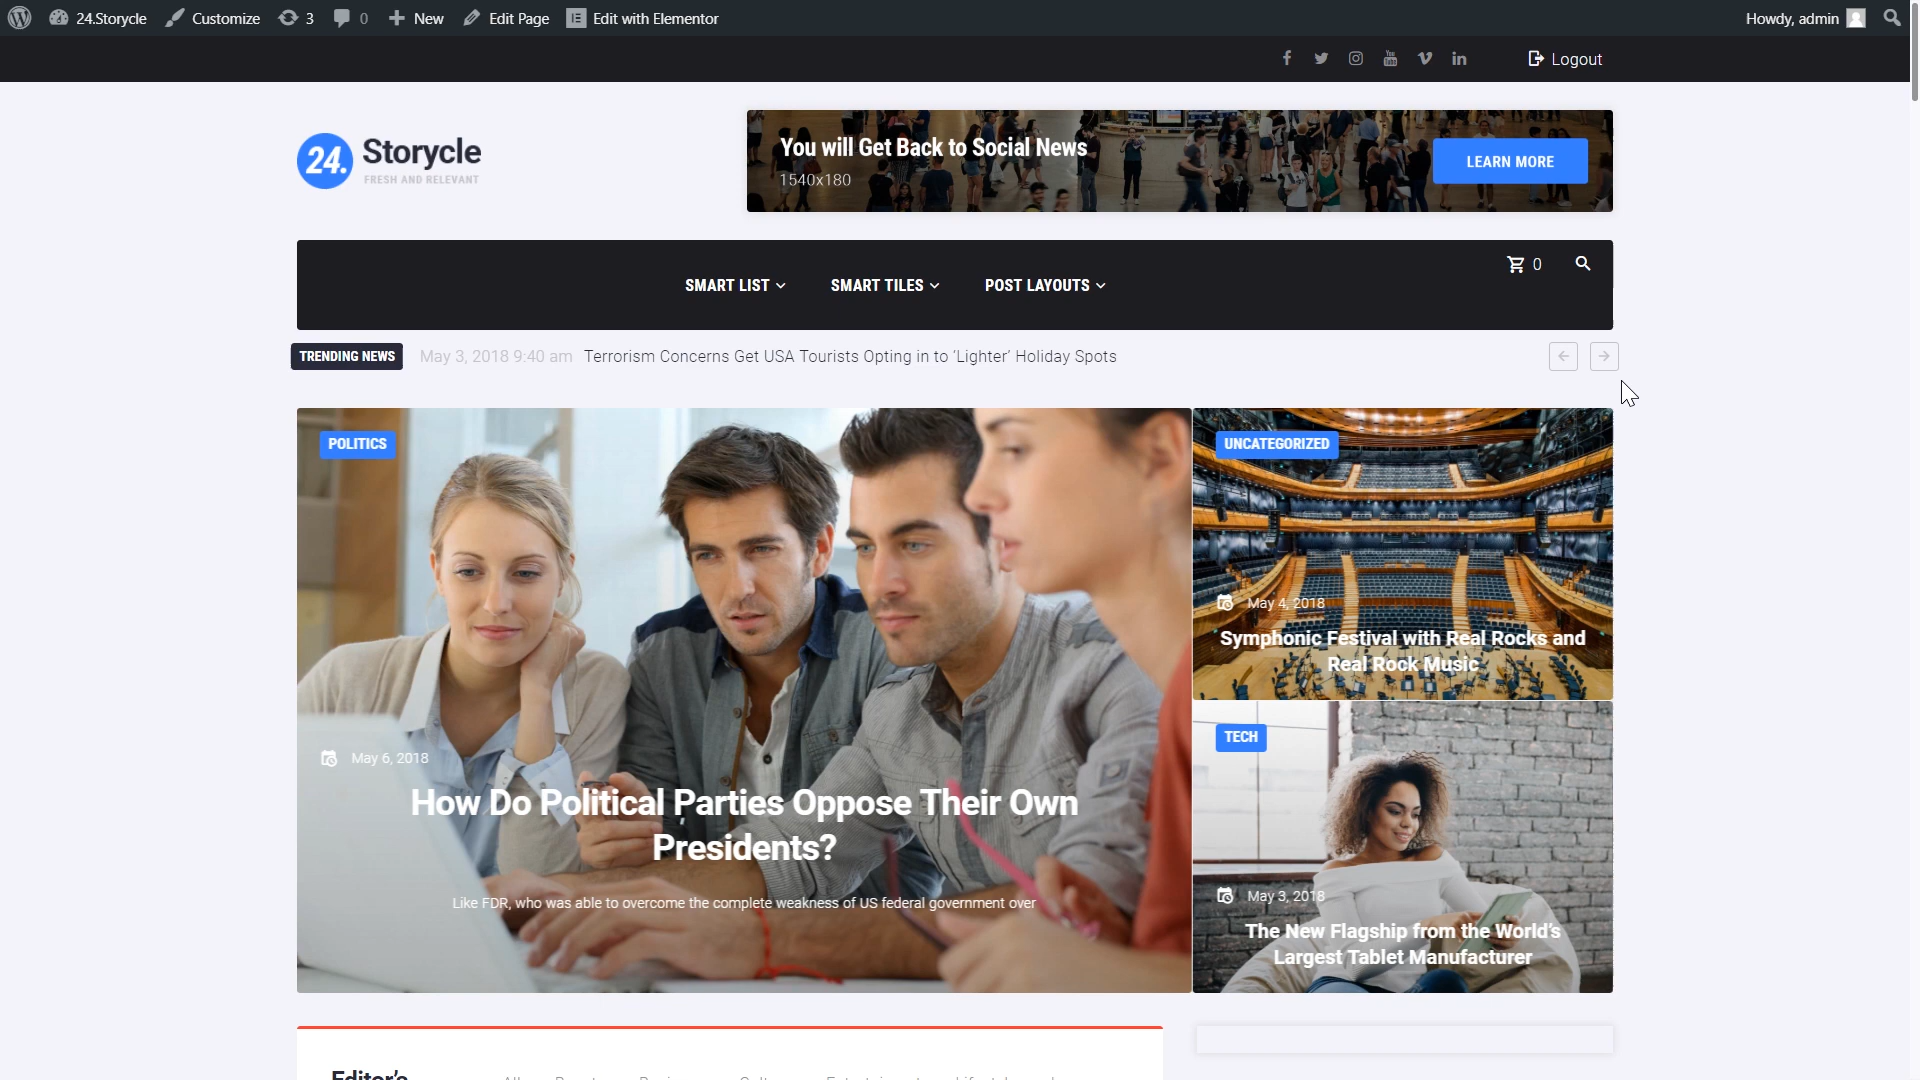 24.Storycle Customize 3 0 New Edit Page Edit with Elementor Howdy, admin
Logout
24. Storycle
FRESH AND RELEVANT
You will Get Back to Social News
1540x180
LEARN MORE
SMART LIST SMART TILES POST LAYOUTS 0
TRENDING NEWS May 3, 2018 9:40 am Terrorism Concerns Get USA Tourists Opting in to ‘Lighter’ Holiday Spots
POLITICS
May 6, 2018
How Do Political Parties Oppose Their Own
Presidents?
Like FDR, who was able to overcome the complete weakness of US federal government over
UNCATEGORIZED
May 4, 2018
Symphonic Festival with Real Rocks and
Real Rock Music
TECH
May 3, 2018
The New Flagship from the World’s
Largest Tablet Manufacturer
Editor’s